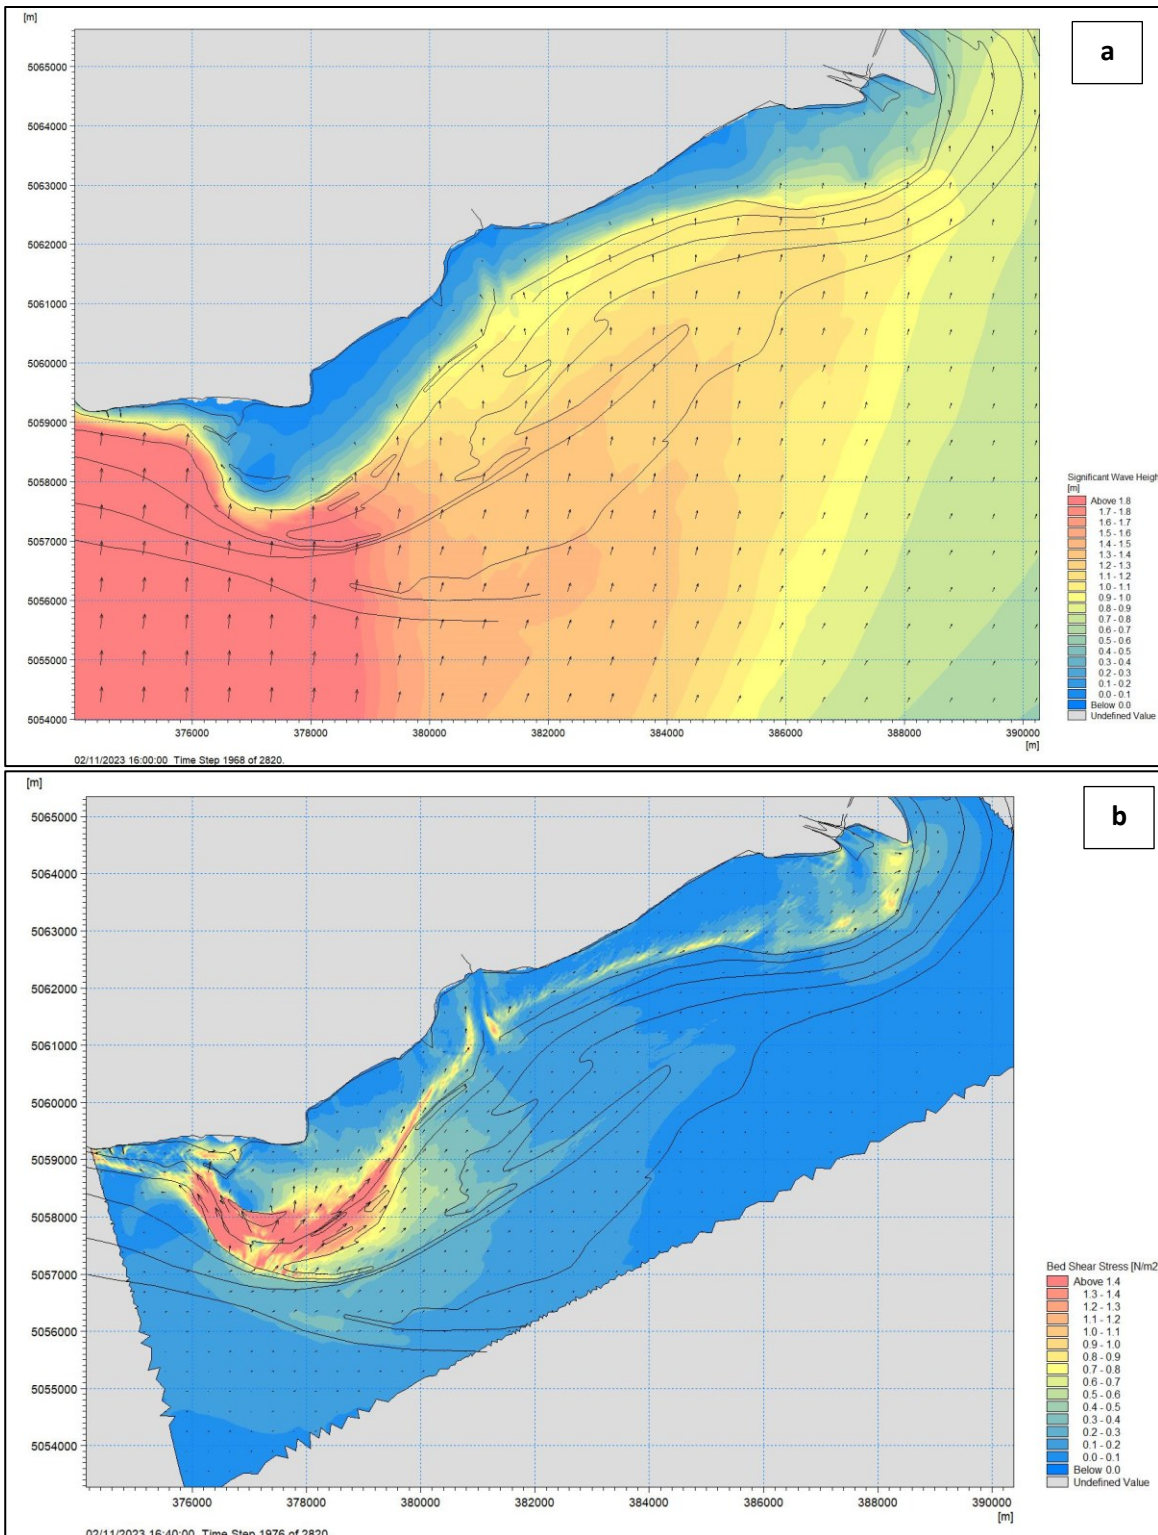 [m]
a
5065000
5064000
5063000
5062000
5061000
5060000
5059000
5058000
5057000
5056000
5055000
5054000
376000 378000 380000 382000 384000 386000 388000 390000
[m]
02/11/2023 16:00:00 Time Step 1968 of 2820.
Significant Wave Heigh
[m]
Above 1.8
1.7 - 1.8
1.6 - 1.7
1.5 - 1.6
1.4 - 1.5
1.3 - 1.4
1.2 - 1.3
1.1 - 1.2
1.0 - 1.1
0.9 - 1.0
0.8 - 0.9
0.7 - 0.8
0.6 - 0.7
0.5 - 0.6
0.4 - 0.5
0.3 - 0.4
0.2 - 0.3
0.1 - 0.2
0.0 - 0.1
Below 0.0
Undefined Value
[m]
b
5065000
5064000
5063000
5062000
5061000
5060000
5059000
5058000
5057000
5056000
5055000
5054000
376000 378000 380000 382000 384000 386000 388000 390000
[m]
02/11/2023 16:40:00 Time Step 1976 of 2820
Bed Shear Stress [N/m2
Above 1.4
1.3 - 1.4
1.2 - 1.3
1.1 - 1.2
1.0 - 1.1
0.9 - 1.0
0.8 - 0.9
0.7 - 0.8
0.6 - 0.7
0.5 - 0.6
0.4 - 0.5
0.3 - 0.4
0.2 - 0.3
0.1 - 0.2
0.0 - 0.1
Below 0.0
Undefined Value